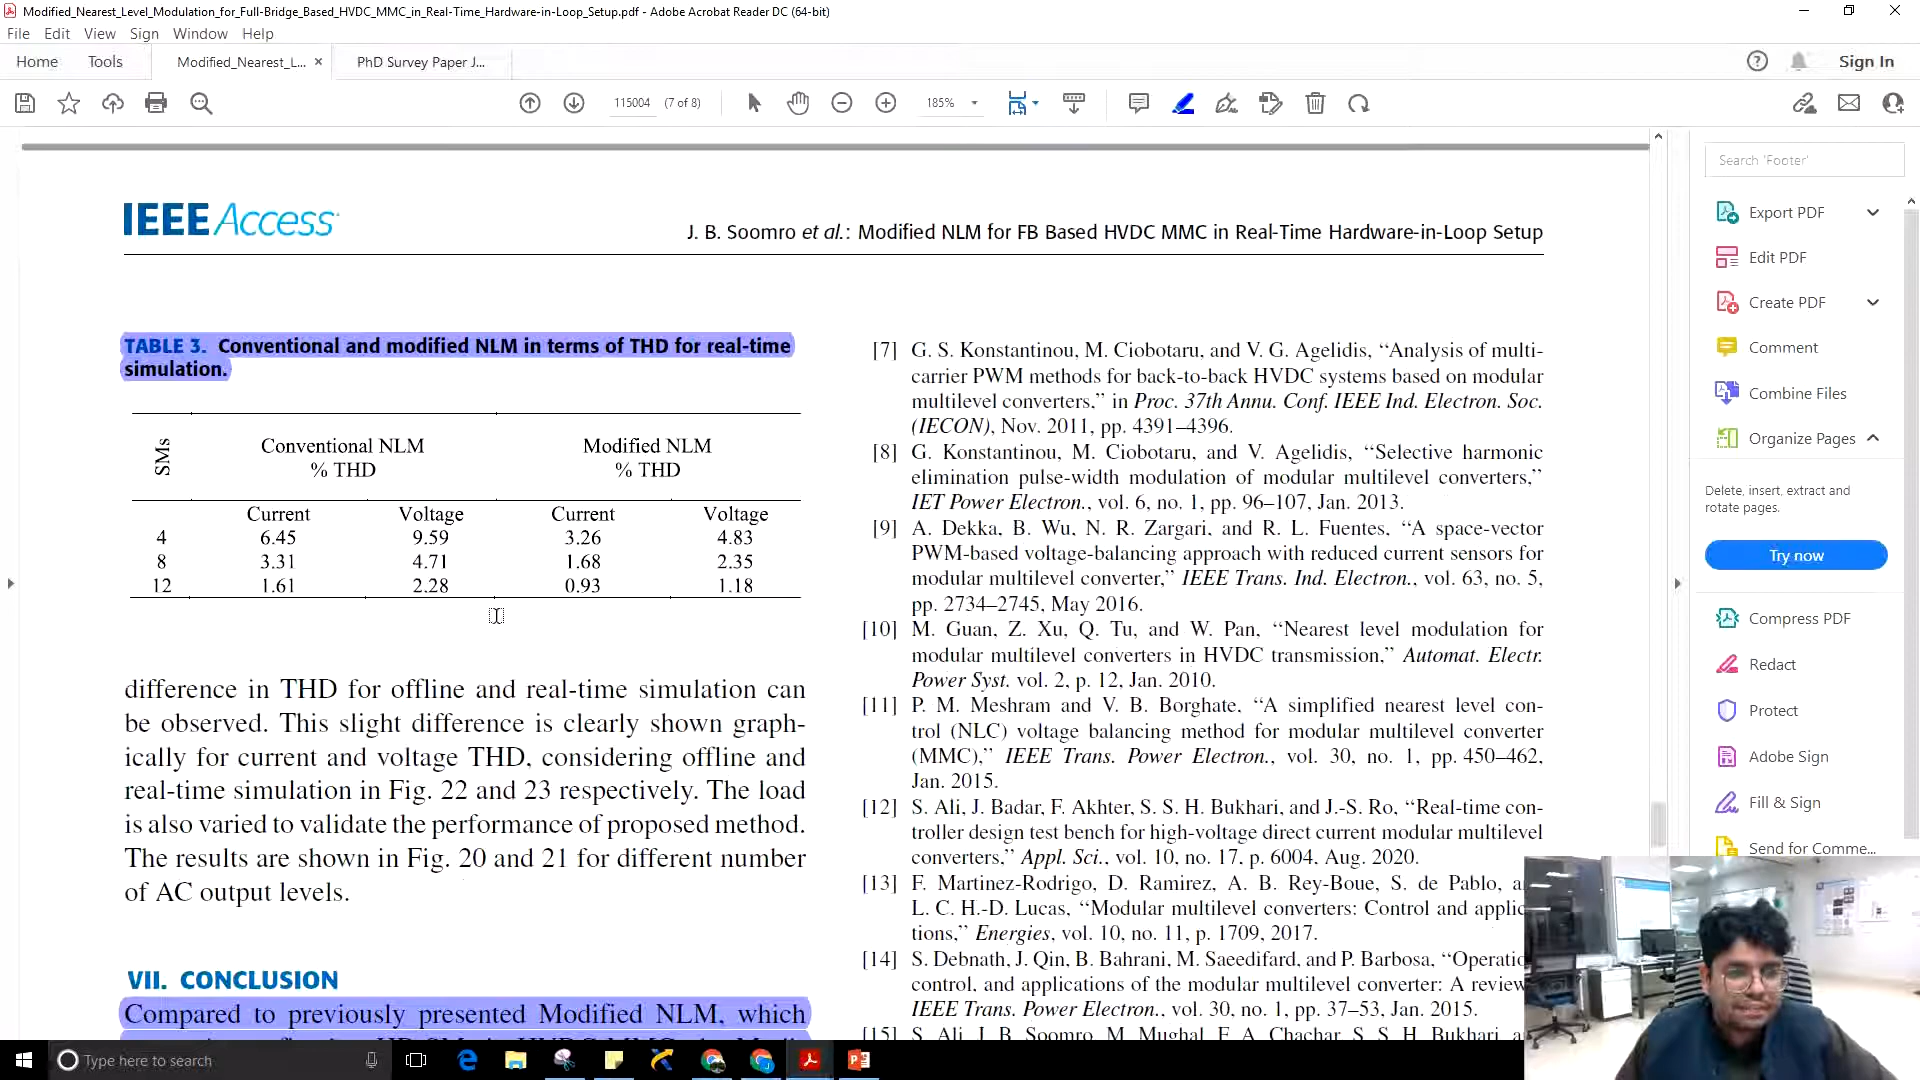 Modified_Nearest_Level_Modulation_for_Full-Bridge_Based_HVDC_MMC_in_Real-Time_Hardware-in-Loop_Setup.pdf - Adobe Acrobat Reader DC (64-bit)
File Edit View Sign Window Help
Home Tools Modified_Nearest_L... × PhD Survey Paper J... Sign In
115004 (7 of 8) 185%
IEEE Access
J. B. Soomro et al.: Modified NLM for FB Based HVDC MMC in Real-Time Hardware-in-Loop Setup
TABLE 3. Conventional and modified NLM in terms of THD for real-time
simulation.
SMs Conventional NLM Modified NLM
% THD % THD
Current Voltage Current Voltage
4 6.45 9.59 3.26 4.83
8 3.31 4.71 1.68 2.35
12 1.61 2.28 0.93 1.18
difference in THD for offline and real-time simulation can
be observed. This slight difference is clearly shown graph-
ically for current and voltage THD, considering offline and
real-time simulation in Fig. 22 and 23 respectively. The load
is also varied to validate the performance of proposed method.
The results are shown in Fig. 20 and 21 for different number
of AC output levels.
VII. CONCLUSION
Compared to previously presented Modified NLM, which
[7] G. S. Konstantinou, M. Ciobotaru, and V. G. Agelidis, “Analysis of multi-
carrier PWM methods for back-to-back HVDC systems based on modular
multilevel converters,” in Proc. 37th Annu. Conf. IEEE Ind. Electron. Soc.
(IECON), Nov. 2011, pp. 4391–4396.
[8] G. Konstantinou, M. Ciobotaru, and V. Agelidis, “Selective harmonic
elimination pulse-width modulation of modular multilevel converters,”
IET Power Electron., vol. 6, no. 1, pp. 96–107, Jan. 2013.
[9] A. Dekka, B. Wu, N. R. Zargari, and R. L. Fuentes, “A space-vector
PWM-based voltage-balancing approach with reduced current sensors for
modular multilevel converter,” IEEE Trans. Ind. Electron., vol. 63, no. 5,
pp. 2734–2745, May 2016.
[10] M. Guan, Z. Xu, Q. Tu, and W. Pan, “Nearest level modulation for
modular multilevel converters in HVDC transmission,” Automat. Electr.
Power Syst. vol. 2, p. 12, Jan. 2010.
[11] P. M. Meshram and V. B. Borghate, “A simplified nearest level con-
trol (NLC) voltage balancing method for modular multilevel converter
(MMC),” IEEE Trans. Power Electron., vol. 30, no. 1, pp. 450–462,
Jan. 2015.
[12] S. Ali, J. Badar, F. Akhter, S. S. H. Bukhari, and J.-S. Ro, “Real-time con-
troller design test bench for high-voltage direct current modular multilevel
converters,” Appl. Sci., vol. 10, no. 17, p. 6004, Aug. 2020.
[13] F. Martinez-Rodrigo, D. Ramirez, A. B. Rey-Boue, S. de Pablo, a
L. C. H.-D. Lucas, “Modular multilevel converters: Control and applic
tions,” Energies, vol. 10, no. 11, p. 1709, 2017.
[14] S. Debnath, J. Qin, B. Bahrani, M. Saeedifard, and P. Barbosa, “Operatio
control, and applications of the modular multilevel converter: A review
IEEE Trans. Power Electron., vol. 30, no. 1, pp. 37–53, Jan. 2015.
[15] S. Ali, J. B. Soomro, M. Mughal, F. A. Chachar, S. S. H. Bukhari, a
Search 'Footer'
Export PDF
Edit PDF
Create PDF
Comment
Combine Files
Organize Pages
Delete, insert, extract and
rotate pages.
Try now
Compress PDF
Redact
Protect
Adobe Sign
Fill & Sign
Send for Comme...
Type here to search